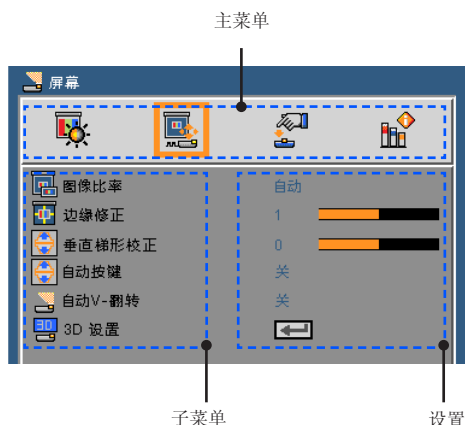 主菜单
屏幕
图像比率 自动
边缘修正 1
垂直梯形校正 0
自动按键 关
自动V-翻转 关
3D 设置
子菜单 设置